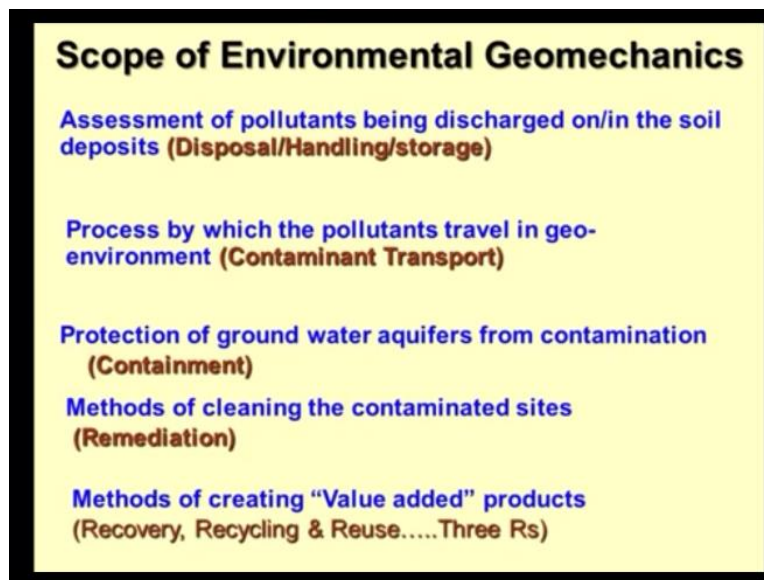 Scope of Environmental Geomechanics
Assessment of pollutants being discharged on/in the soil
deposits (Disposal/Handling/storage)
Process by which the pollutants travel in geo-
environment (Contaminant Transport)
Protection of ground water aquifers from contamination
(Containment)
Methods of cleaning the contaminated sites
(Remediation)
Methods of creating “Value added” products
(Recovery, Recycling & Reuse.....Three Rs)